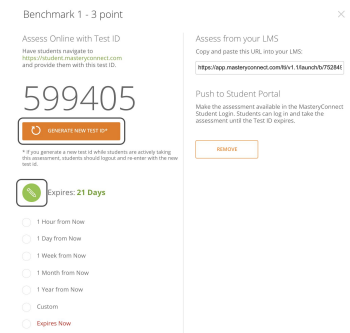 Benchmark 1 - 3 point
Assess Online with Test ID
Have students navigate to
https://student.masteryconnect.com
and provide them with this test ID.
599405
GENERATE NEW TEST ID*
* If you generate a new test id while students are actively taking
this assessment, students should logout and re-enter with the new
test id.
Expires: 21 Days
1 Hour from Now
1 Day from Now
1 Week from Now
1 Month from Now
1 Year from Now
Custom
Expires Now
Assess from your LMS
Copy and paste this URL into your LMS:
https://app.masteryconnect.com/lti/v1.1/launch/b/752849
Push to Student Portal
Make the assessment available in the MasteryConnect
Student Login. Students can log in and take the
assessment until the Test ID expires.
REMOVE